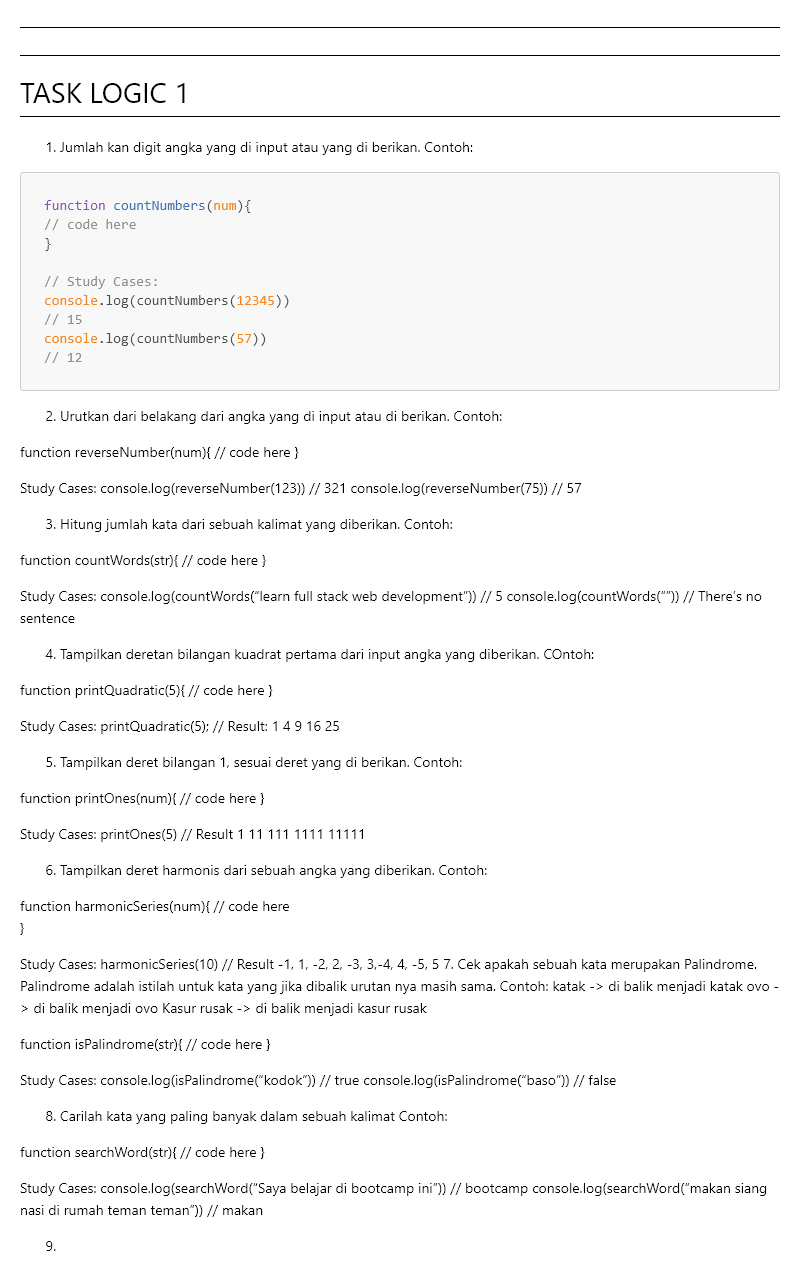 TASK LOGIC 1
1. Jumlah kan digit angka yang di input atau yang di berikan. Contoh:
function countNumbers(num){
// code here
}
// Study Cases:
console.log(countNumbers(12345))
// 15
console.log(countNumbers(57))
// 12
2. Urutkan dari belakang dari angka yang di input atau di berikan. Contoh:
function reverseNumber(num){ // code here }
Study Cases: console.log(reverseNumber(123)) // 321 console.log(reverseNumber(75)) // 57
3. Hitung jumlah kata dari sebuah kalimat yang diberikan. Contoh:
function countWords(str){ // code here }
Study Cases: console.log(countWords(“learn full stack web development”)) // 5 console.log(countWords(“”)) // There’s no
sentence
4. Tampilkan deretan bilangan kuadrat pertama dari input angka yang diberikan. COntoh:
function printQuadratic(5){ // code here }
Study Cases: printQuadratic(5); // Result: 1 4 9 16 25
5. Tampilkan deret bilangan 1, sesuai deret yang di berikan. Contoh:
function printOnes(num){ // code here }
Study Cases: printOnes(5) // Result 1 11 111 1111 11111
6. Tampilkan deret harmonis dari sebuah angka yang diberikan. Contoh:
function harmonicSeries(num){ // code here
}
Study Cases: harmonicSeries(10) // Result -1, 1, -2, 2, -3, 3,-4, 4, -5, 5 7. Cek apakah sebuah kata merupakan Palindrome.
Palindrome adalah istilah untuk kata yang jika dibalik urutan nya masih sama. Contoh: katak -> di balik menjadi katak ovo -
> di balik menjadi ovo Kasur rusak -> di balik menjadi kasur rusak
function isPalindrome(str){ // code here }
Study Cases: console.log(isPalindrome(“kodok”)) // true console.log(isPalindrome(“baso”)) // false
8. Carilah kata yang paling banyak dalam sebuah kalimat Contoh:
function searchWord(str){ // code here }
Study Cases: console.log(searchWord(“Saya belajar di bootcamp ini”)) // bootcamp console.log(searchWord(“makan siang
nasi di rumah teman teman”)) // makan
9.